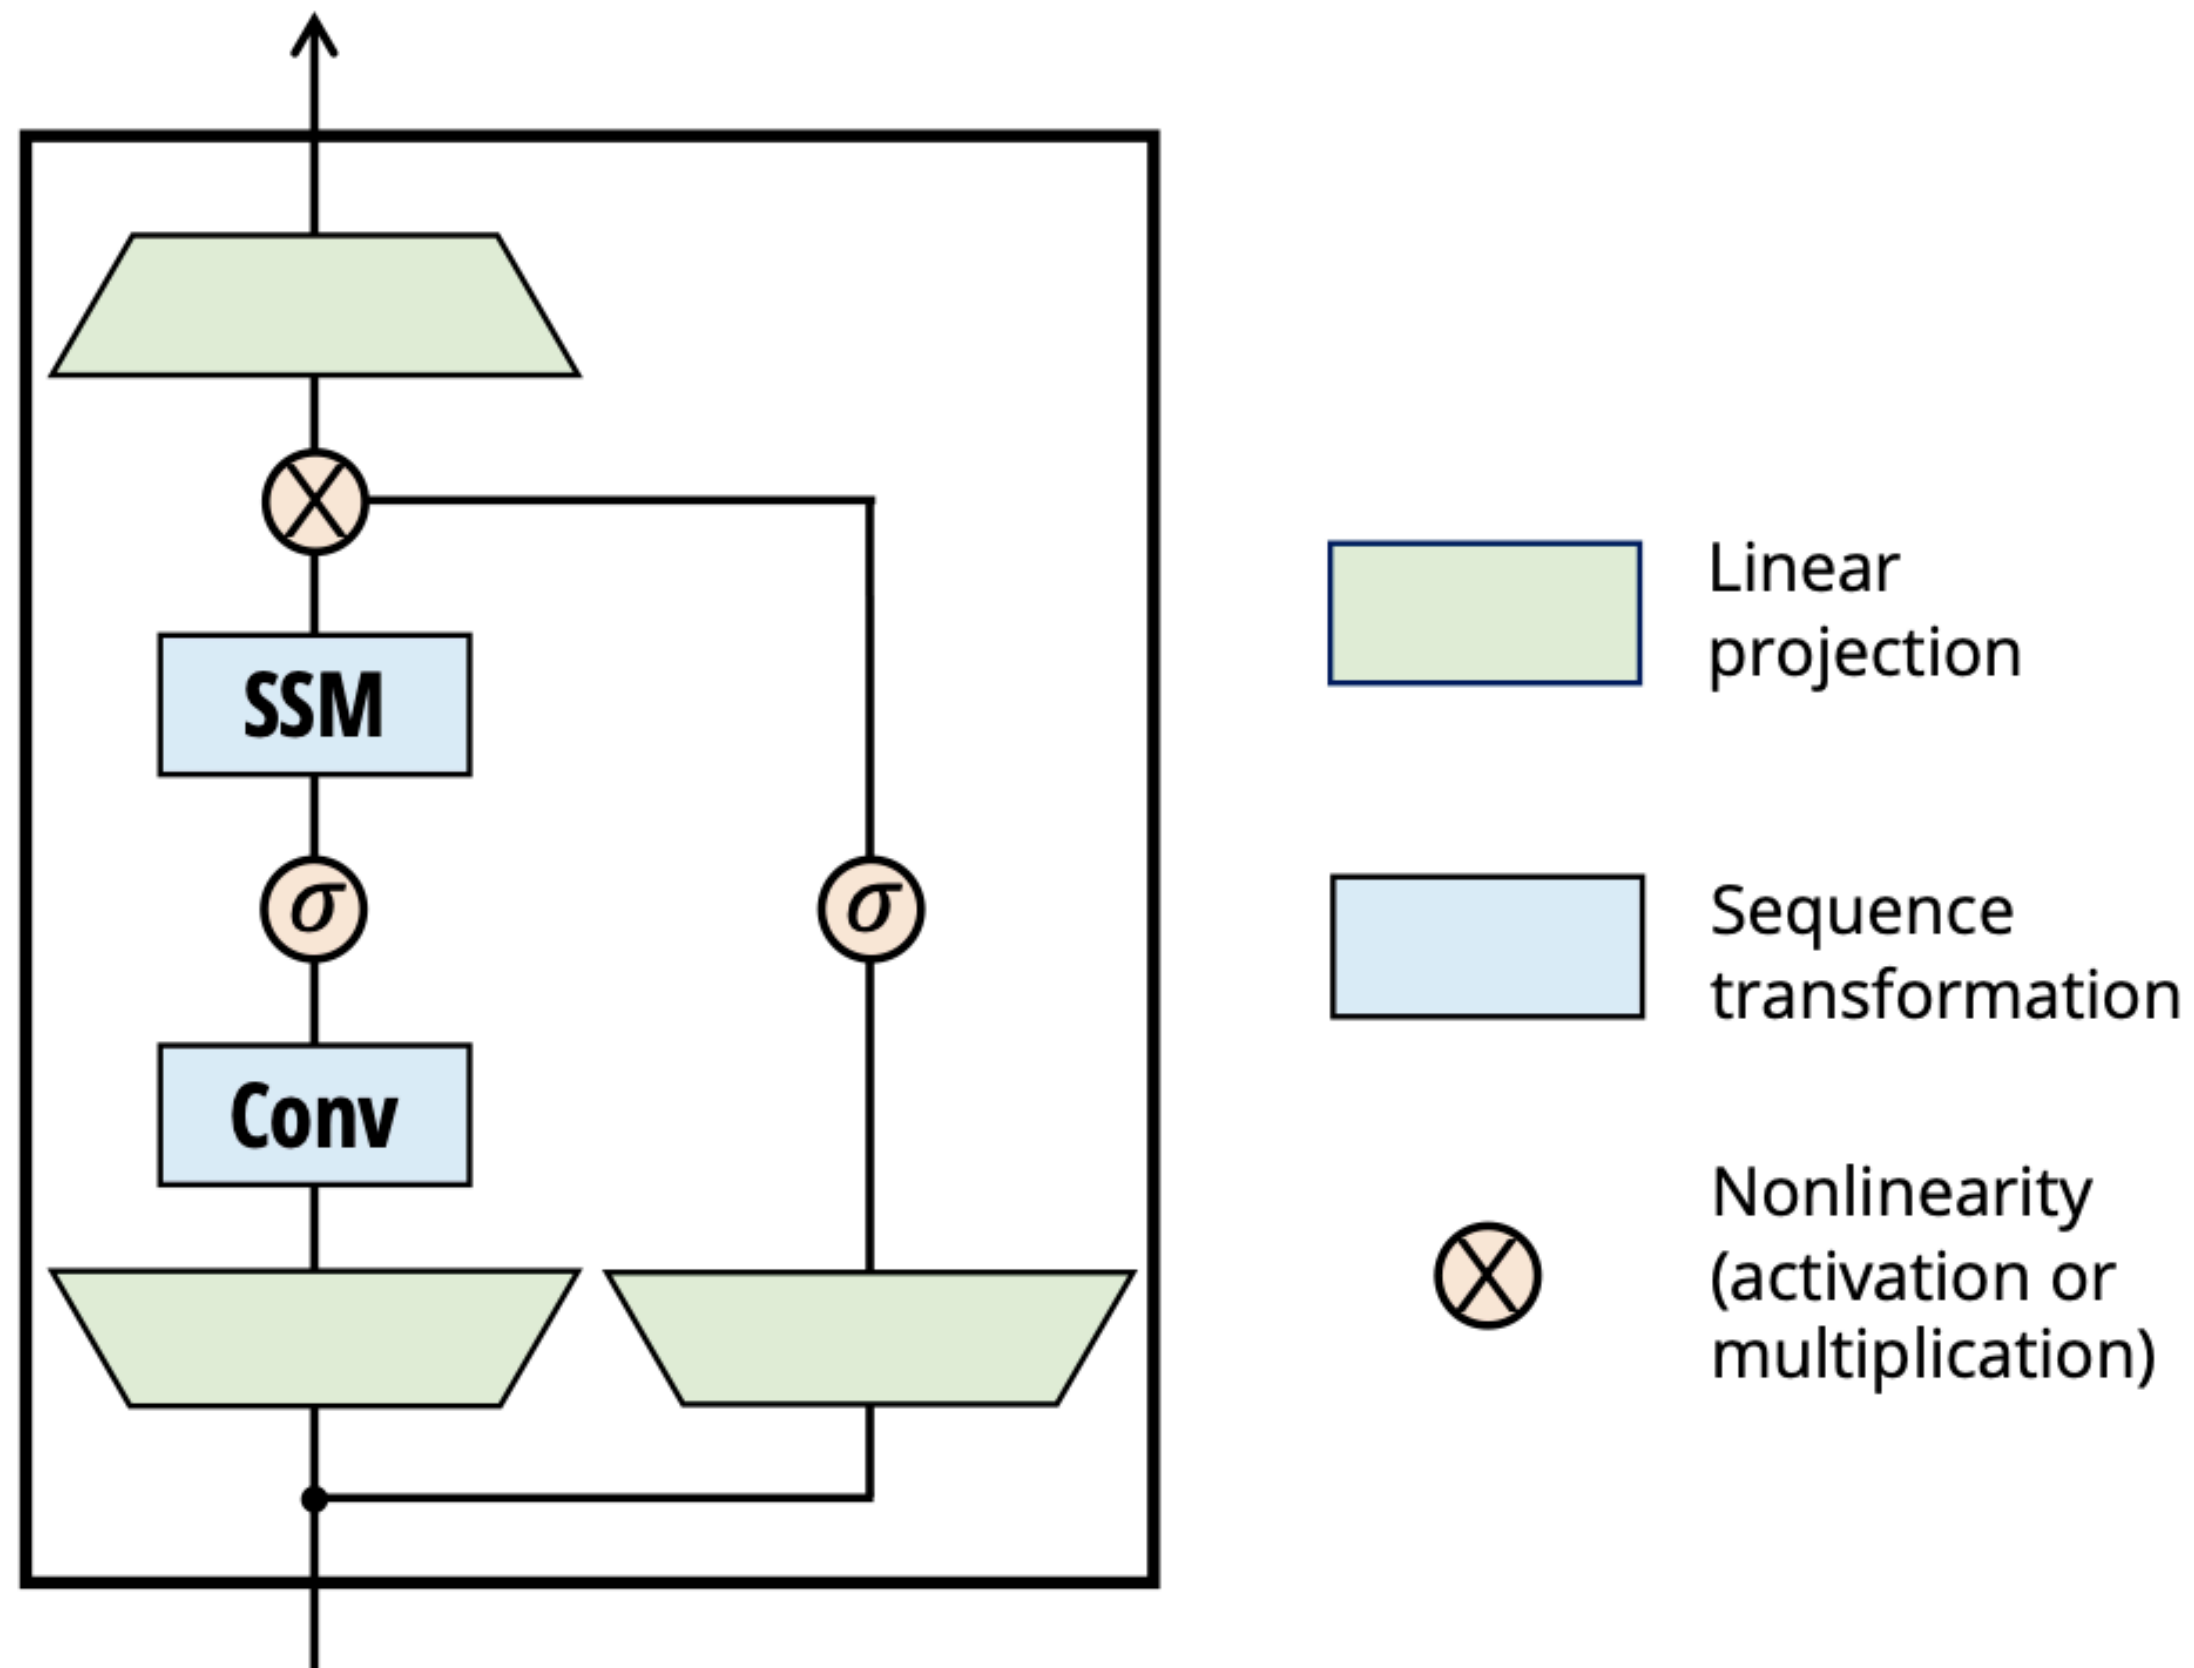 SSM
σ
σ
Conv
Linear
projection
Sequence
transformation
Nonlinearity
(activation or
multiplication)